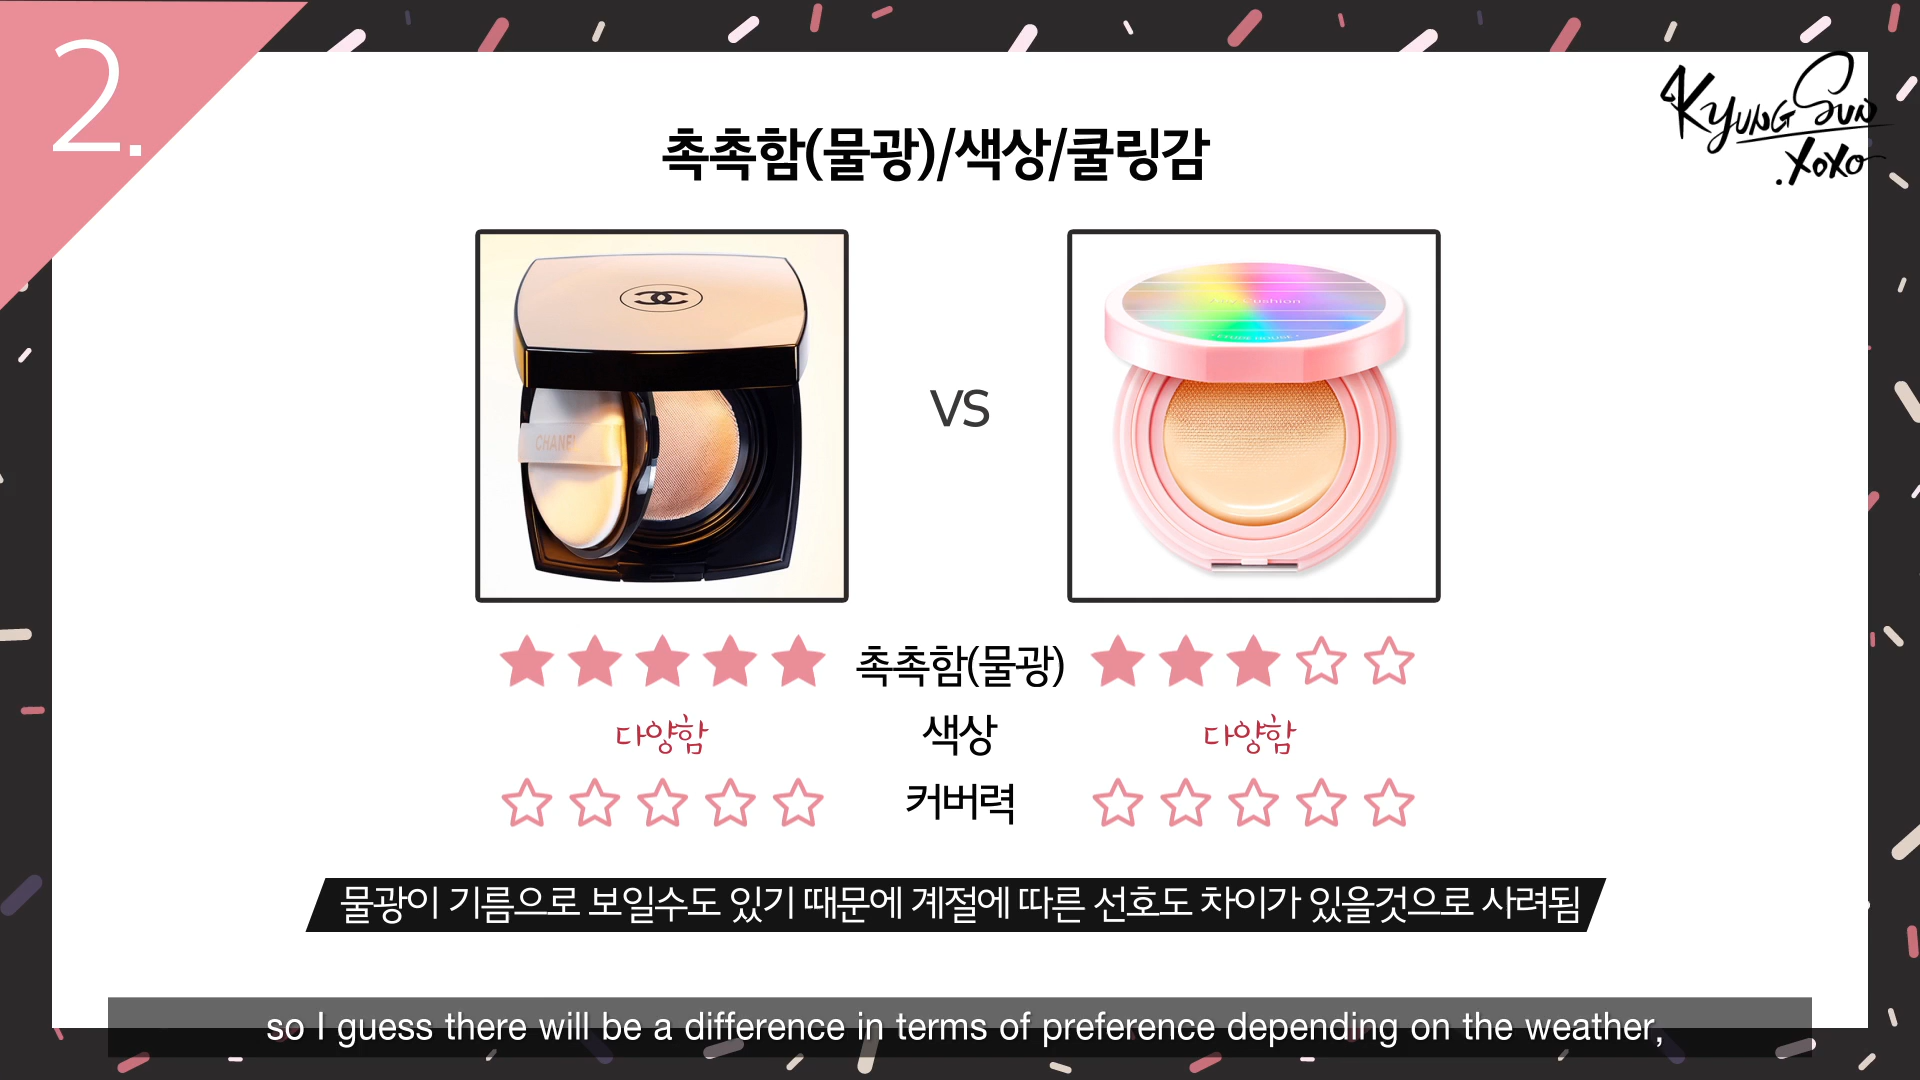 2.
KYUNG SUN
.XOXO
촉촉함(물광)/색상/쿨링감
CHANEL
VS
Cushion
촉촉함(물광)
다양함 색상 다양함
커버력
물광이 기름으로 보일수도 있기 때문에 계절에 따른 선호도 차이가 있을것으로 사려됨
so I guess there will be a difference in terms of preference depending on the weather,